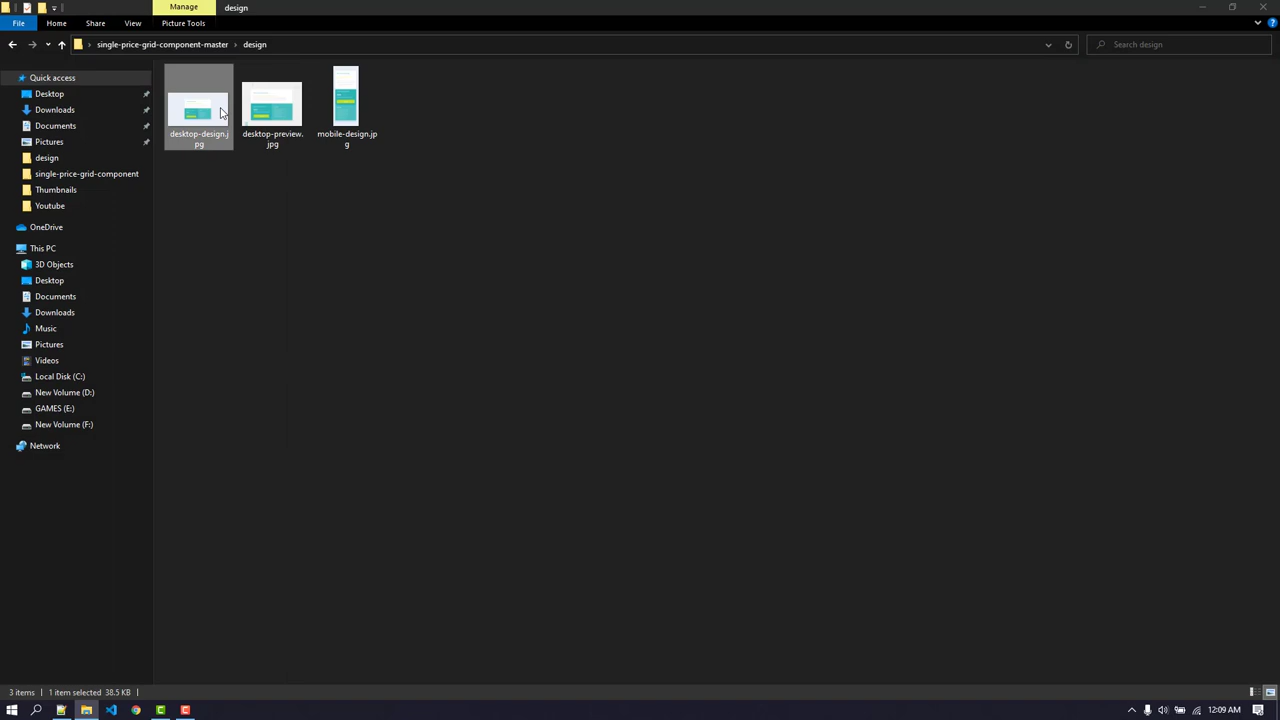 Manage
design
File
Home
Share
View
Picture Tools
single-price-grid-component-master
design
Search design
Quick access
Desktop
Downloads
Documents
Pictures
design
single-price-grid-component
Thumbnails
Youtube
OneDrive
This PC
3D Objects
Desktop
Documents
Downloads
Music
Pictures
Videos
Local Disk (C:)
New Volume (D:)
GAMES (E:)
New Volume (F:)
Network
desktop-design.j
pg
desktop-preview.
jpg
mobile-design.jp
g
3 items
1 item selected 38.5 KB
12:09 AM